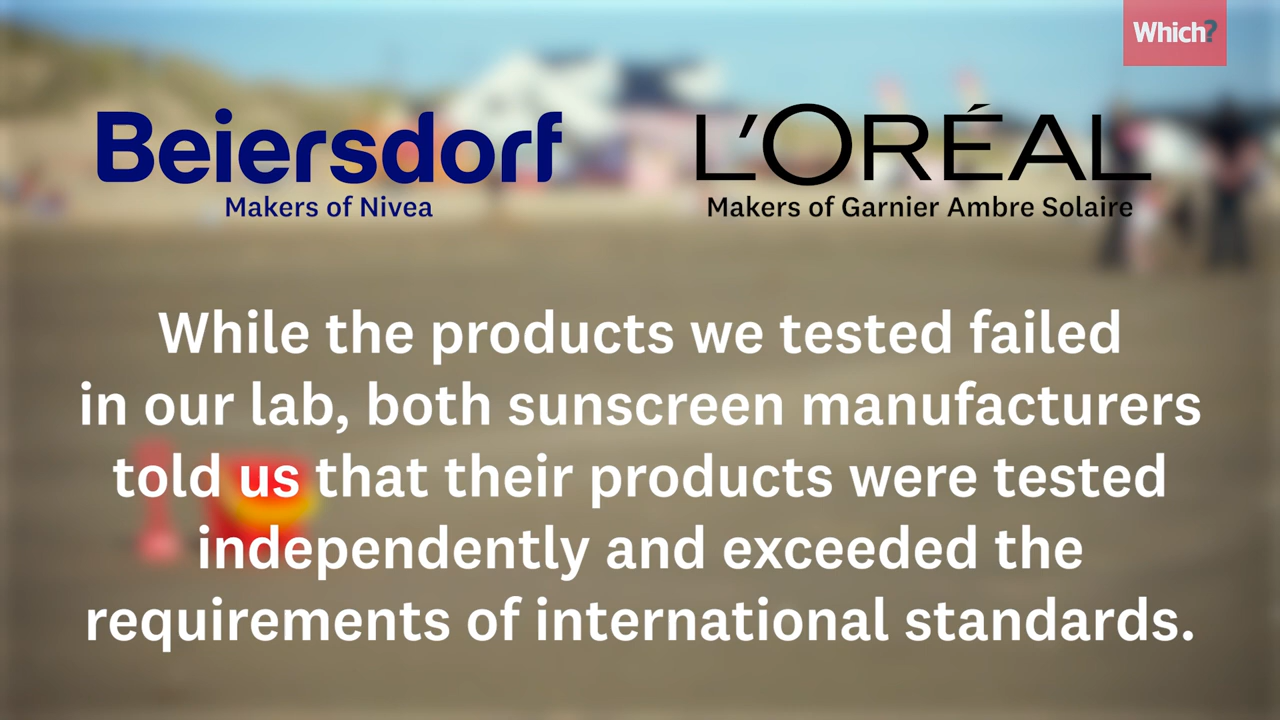 Which?
Beiersdorf
Makers of Nivea
L'ORÉAL
Makers of Garnier Ambre Solaire
While the products we tested failed
in our lab, both sunscreen manufacturers
told us that their products were tested
independently and exceeded the
requirements of international standards.